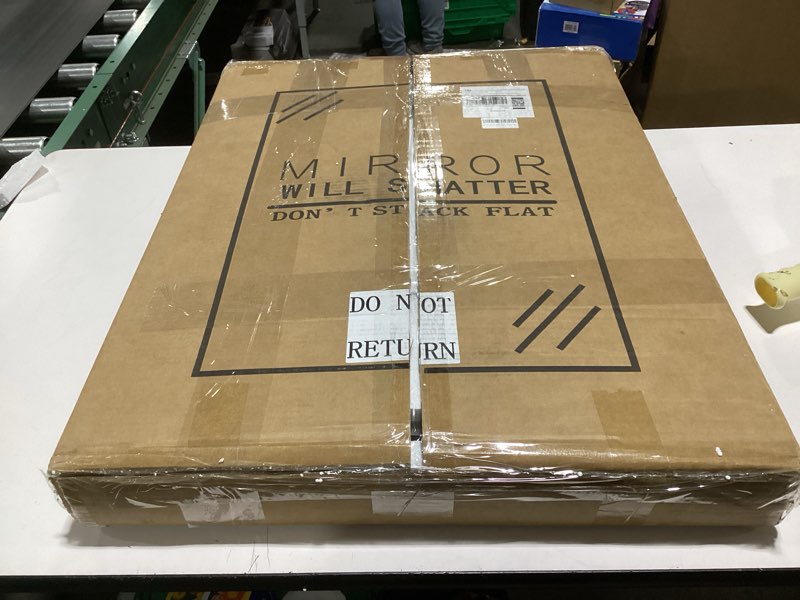 MIRROR
WILL SHATTER
DON'T STACK FLAT
DO NOT
RETURN